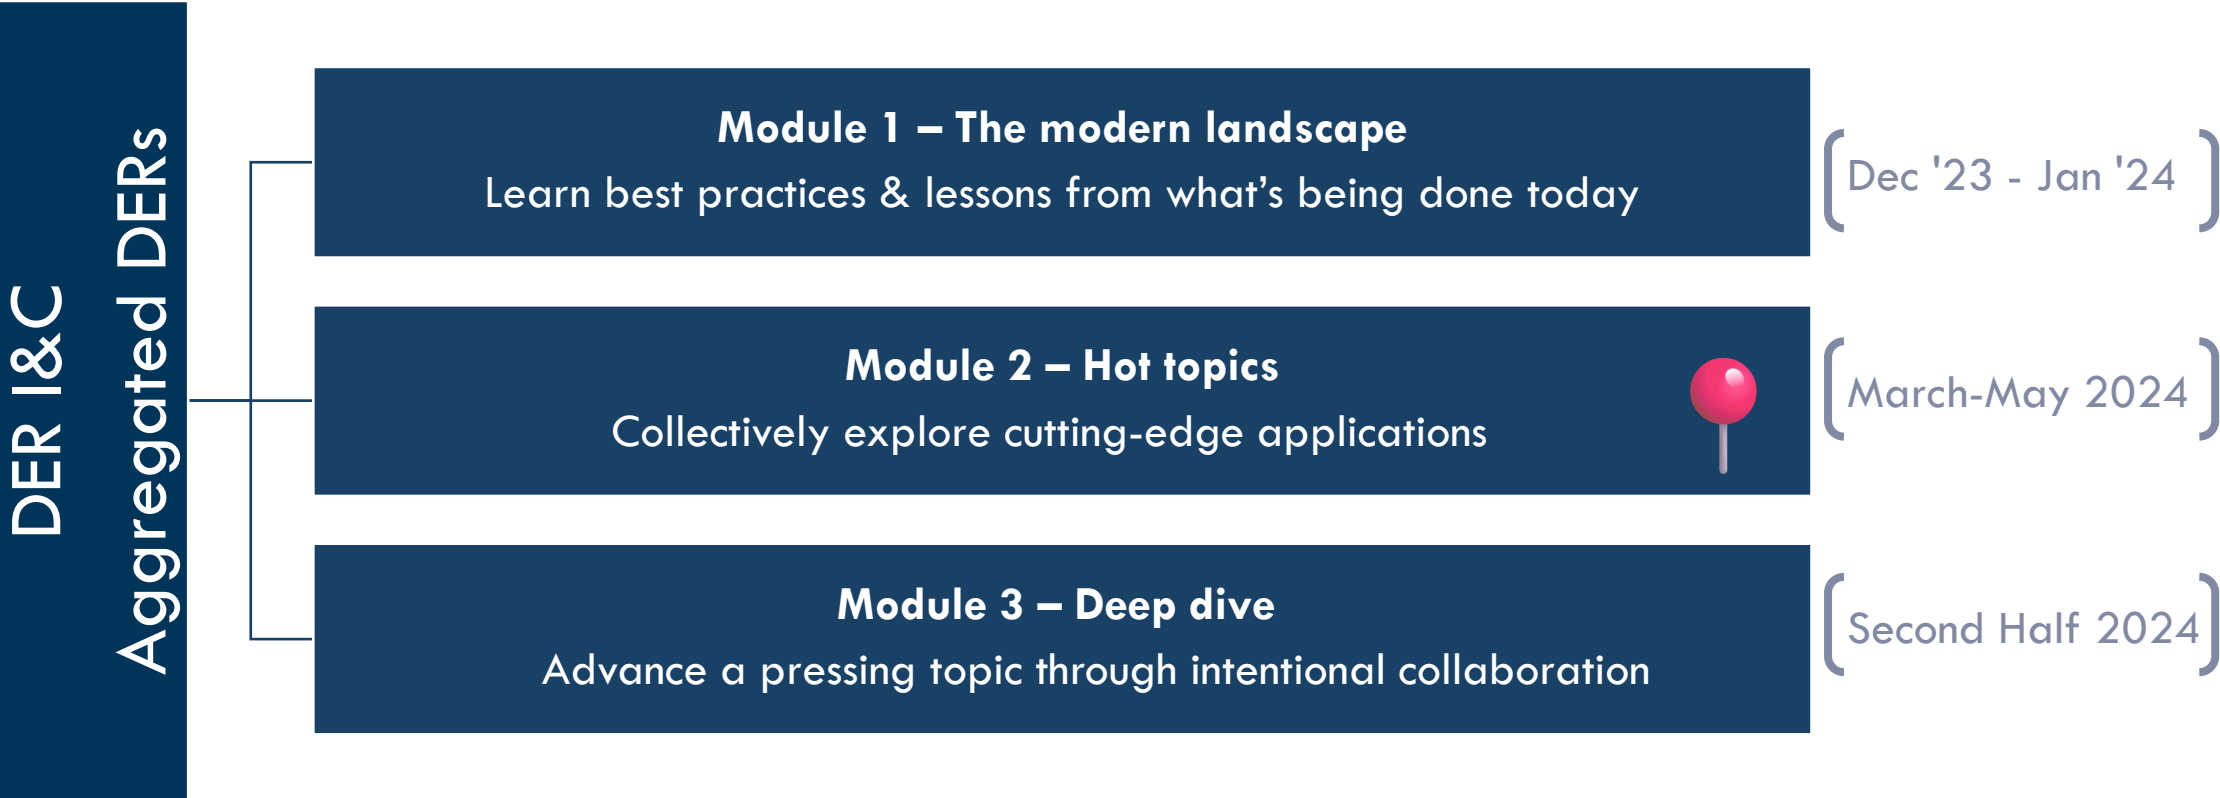 DER I&C
Aggregated DERs
Module 1 – The modern landscape
Learn best practices & lessons from what’s being done today
Dec '23 - Jan '24
Module 2 – Hot topics
Collectively explore cutting-edge applications
March-May 2024
Module 3 – Deep dive
Advance a pressing topic through intentional collaboration
Second Half 2024